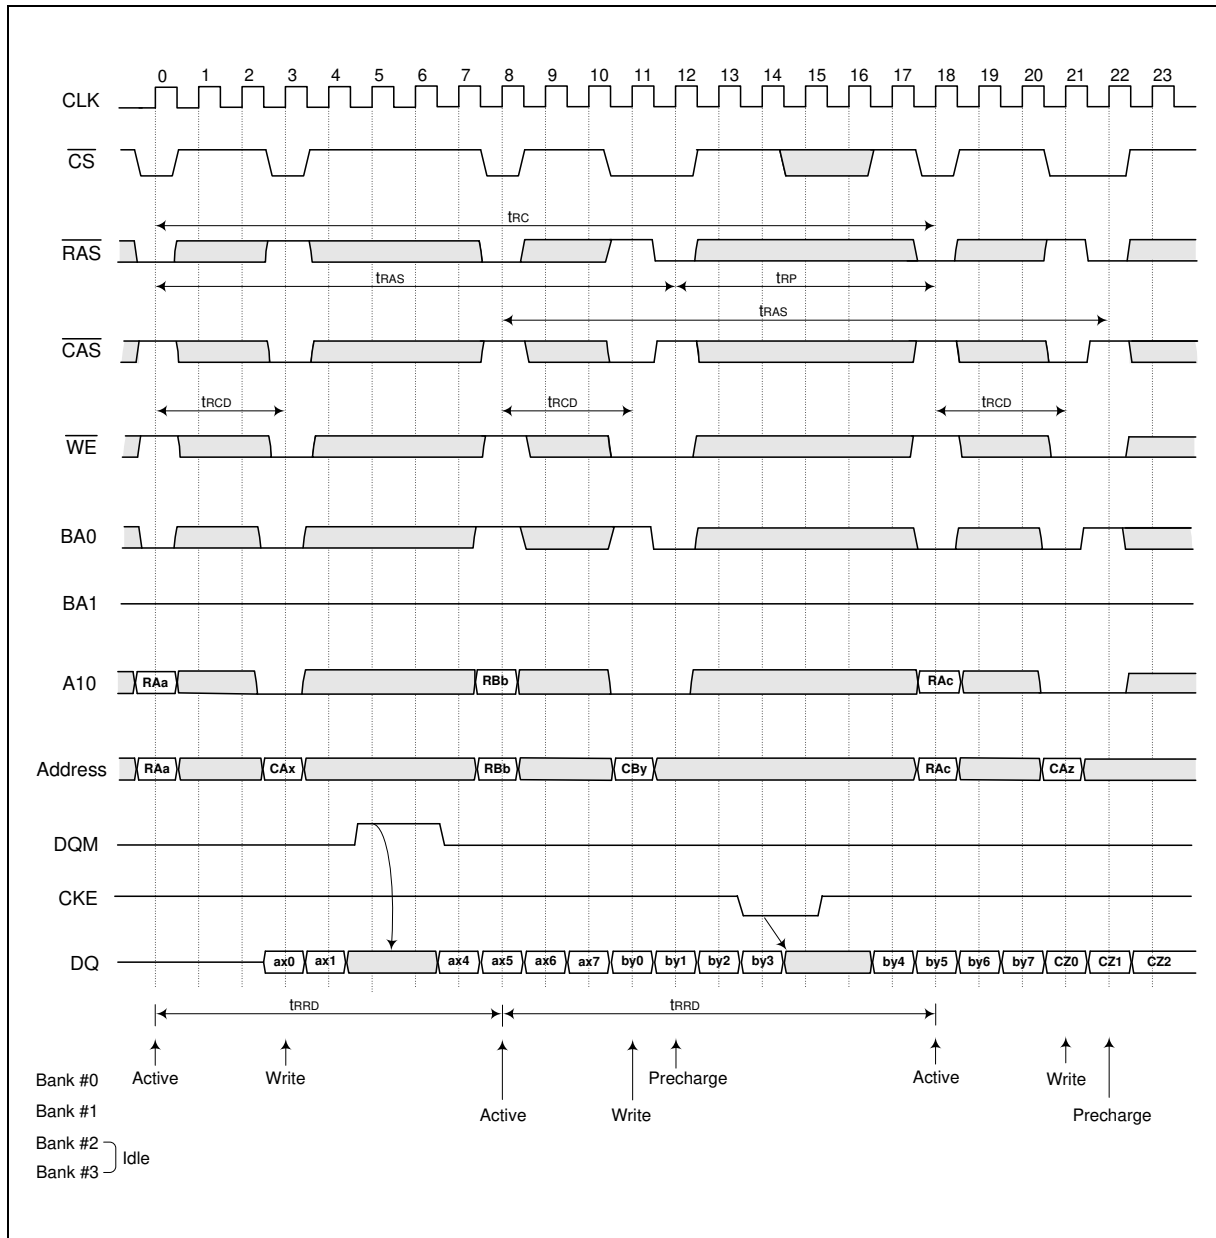 0 1 2 3 4 5 6 7 8 9 10 11 12 13 14 15 16 17 18 19 20 21 22 23
CLK
CS
tRC
RAS
tRAS tRP
tRAS
CAS
tRCD tRCD tRCD
WE
BA0
BA1
A10 RAa RBb RAc
Address RAa CAx RBb CBy RAc CAz
DQM
CKE
DQ ax0 ax1 ax4 ax5 ax6 ax7 by0 by1 by2 by3 by4 by5 by6 by7 CZ0 CZ1 CZ2
tRRD tRRD
Bank #0 Active Write Precharge Active Write
Bank #1 Active Write Precharge
Bank #2
Idle
Bank #3